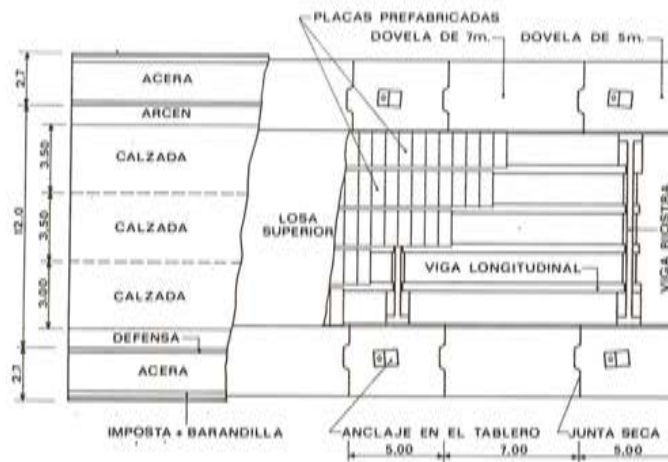 PLACAS PREFABRICADAS
DOVELA DE 7m.
DOVELA DE 5m.
2.7
ACERA
ARCEN
3.50
CALZADA
12.0
3.50
CALZADA
LOSA
SUPERIOR
VIGA RIOSTRA
VIGA LONGITUDINAL
3.00
CALZADA
DEFENSA
2.7
ACERA
IMPOSTA + BARANDILLA
ANCLAJE EN EL TABLERO
JUNTA SECA
5.00
7.00
5.00